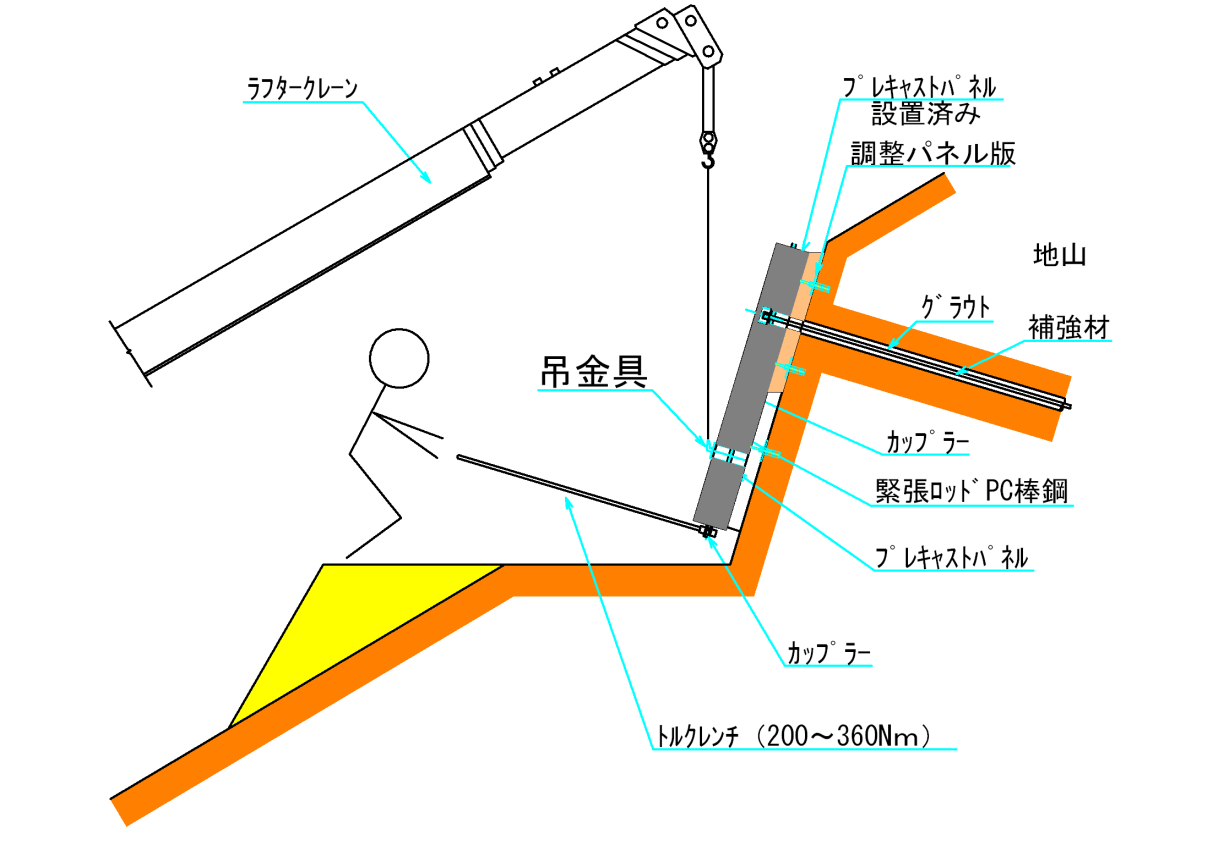 ﾗﾌﾀｰｸﾚｰﾝ
ﾌﾟﾚｷｬｽﾄﾊﾟﾈﾙ
設置済み
調整パネル版
地山
ｸﾞﾗｳﾄ
補強材
吊金具
ｶｯﾌﾟﾗｰ
緊張ﾛｯﾄﾞPC棒鋼
ﾌﾟﾚｷｬｽﾄﾊﾟﾈﾙ
ｶｯﾌﾟﾗｰ
ﾄﾙｸﾚﾝﾁ（200～360Nm）